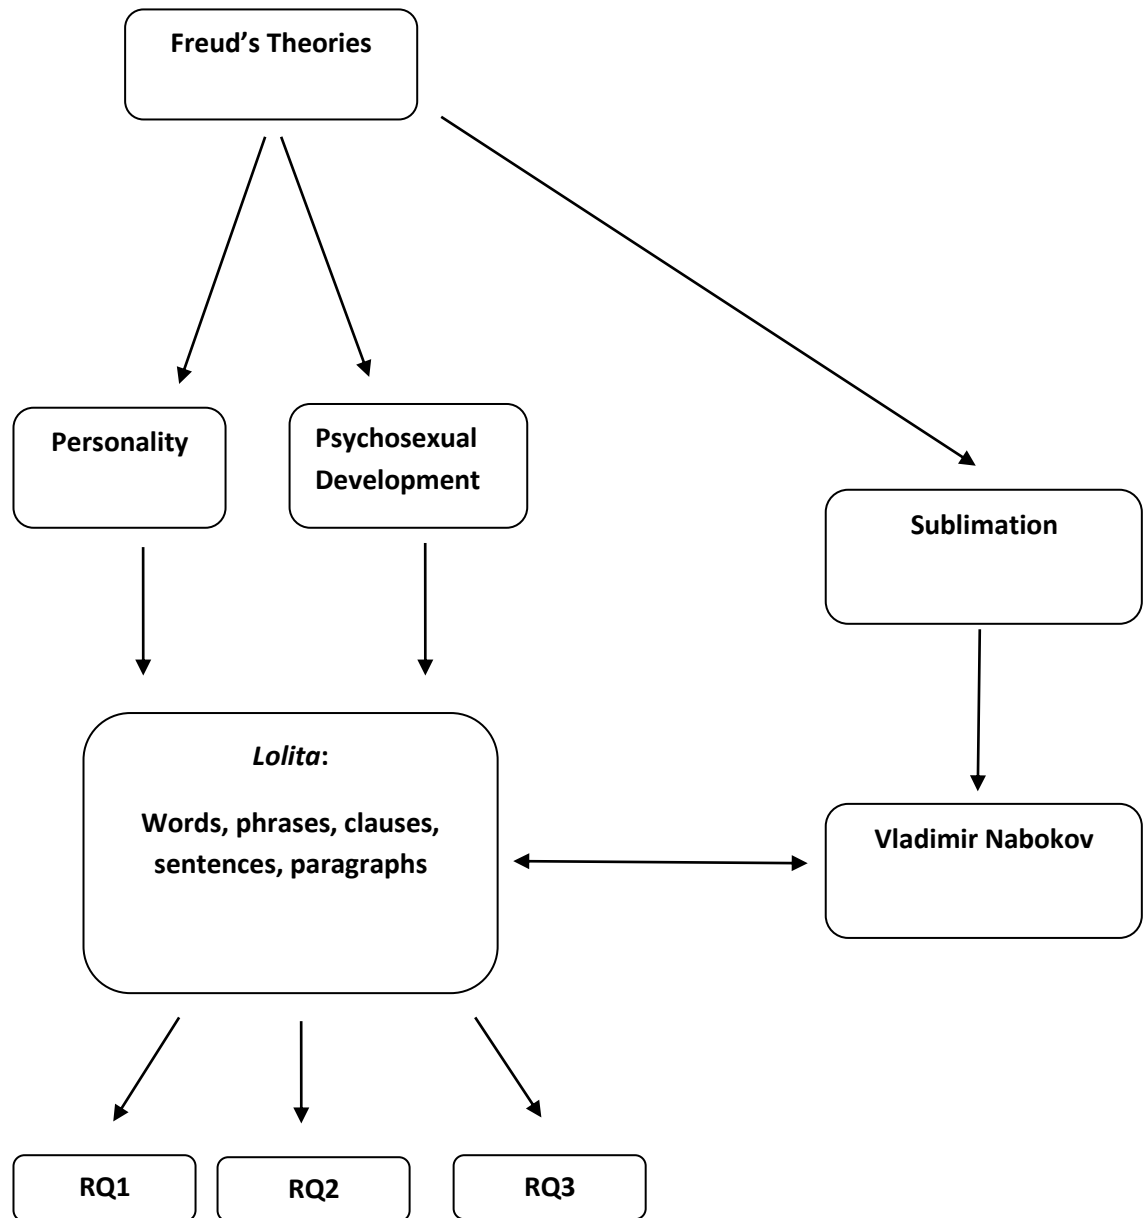 Freud’s Theories
Personality
Psychosexual
Development
Sublimation
Lolita:
Words, phrases, clauses,
sentences, paragraphs
Vladimir Nabokov
RQ1
RQ2
RQ3